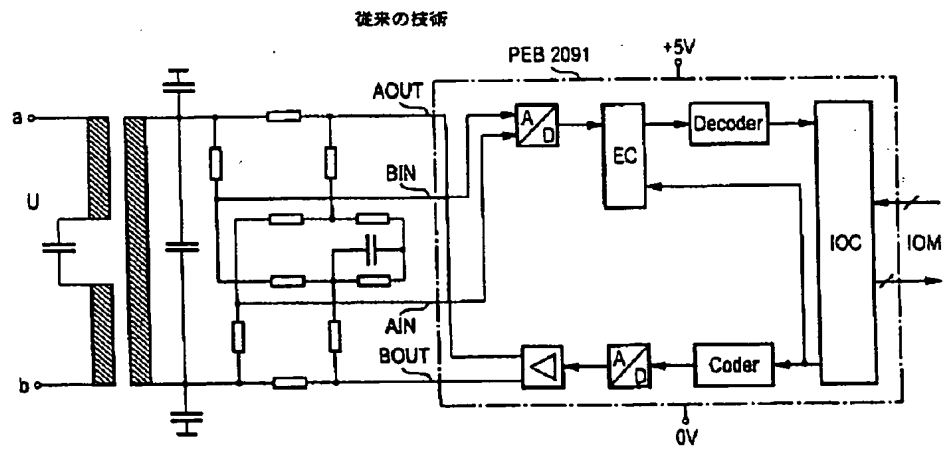 従来の技術
PEB 2091
+5V
AOUT
a
A
D
EC
Decoder
BIN
U
IOC
IOM
AIN
BOUT
A
D
Coder
b
0V